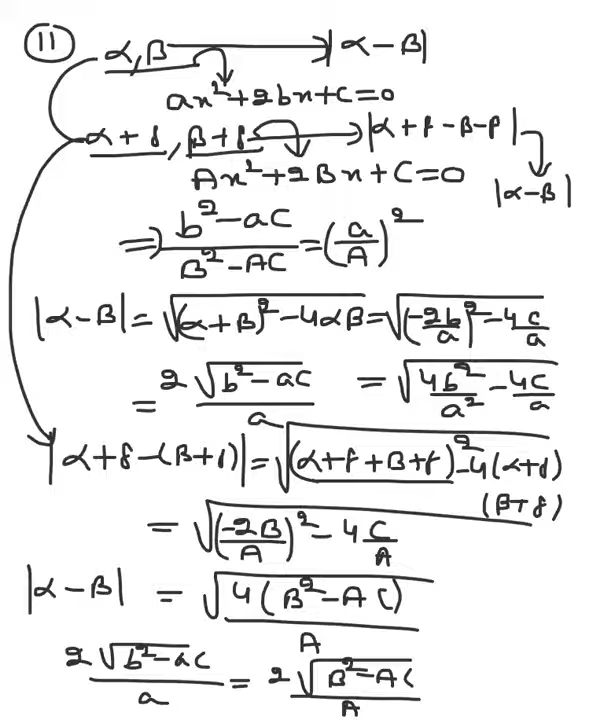 11 α, β → |α - β|
ax² + 2bx + C = 0
α + δ, β + δ → |α + δ - β - δ|
Ax² + 2Bx + C = 0 |α - β|
⇒ (b² - aC)/(B² - AC) = (a/A)²
|α - β| = √((α + β)² - 4αβ) = √((-2b/a)² - 4c/a)
= 2√(b² - ac)/a = √(4b²/a² - 4C/a)
|α + δ - (β + δ)| = √((α + δ + β + δ)² - 4(α + δ)
(β + δ)
= √((-2B/A)² - 4C/A)
|α - β| = √(4(B² - AC))/A
2√(b² - ac)/a = 2√(B² - AC)/A